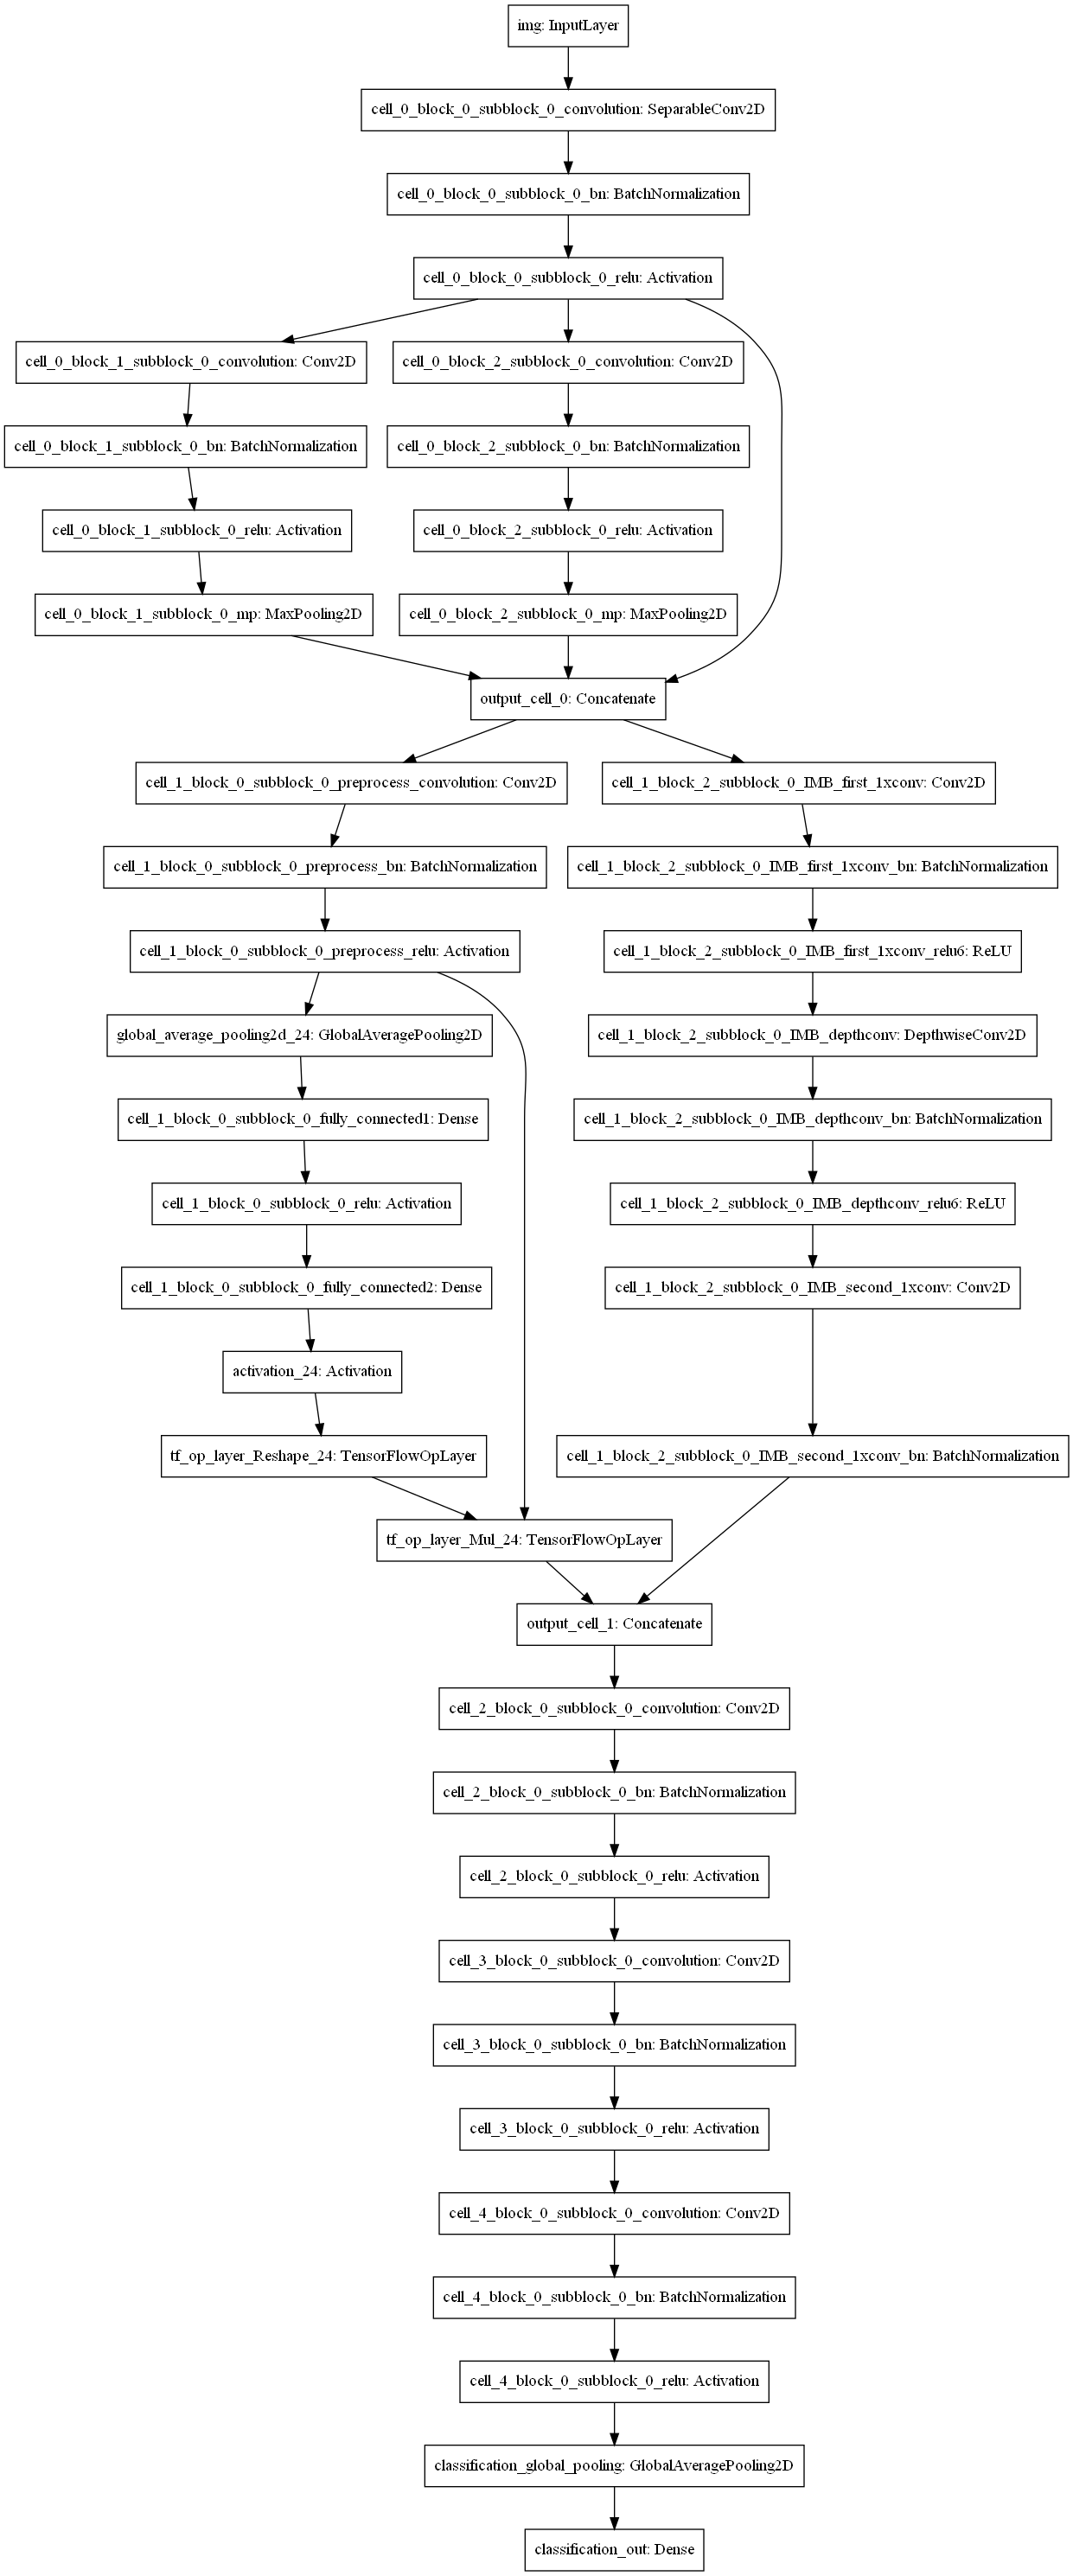 img: InputLayer
cell_0_block_0_subblock_0_convolution: SeparableConv2D
cell_0_block_0_subblock_0_bn: BatchNormalization
cell_0_block_0_subblock_0_relu: Activation
cell_0_block_1_subblock_0_convolution: Conv2D
cell_0_block_2_subblock_0_convolution: Conv2D
cell_0_block_1_subblock_0_bn: BatchNormalization
cell_0_block_2_subblock_0_bn: BatchNormalization
cell_0_block_1_subblock_0_relu: Activation
cell_0_block_2_subblock_0_relu: Activation
cell_0_block_1_subblock_0_mp: MaxPooling2D
cell_0_block_2_subblock_0_mp: MaxPooling2D
output_cell_0: Concatenate
cell_1_block_0_subblock_0_preprocess_convolution: Conv2D
cell_1_block_2_subblock_0_IMB_first_1xconv: Conv2D
cell_1_block_0_subblock_0_preprocess_bn: BatchNormalization
cell_1_block_2_subblock_0_IMB_first_1xconv_bn: BatchNormalization
cell_1_block_0_subblock_0_preprocess_relu: Activation
cell_1_block_2_subblock_0_IMB_first_1xconv_relu6: ReLU
global_average_pooling2d_24: GlobalAveragePooling2D
cell_1_block_2_subblock_0_IMB_depthconv: DepthwiseConv2D
cell_1_block_0_subblock_0_fully_connected1: Dense
cell_1_block_2_subblock_0_IMB_depthconv_bn: BatchNormalization
cell_1_block_0_subblock_0_relu: Activation
cell_1_block_2_subblock_0_IMB_depthconv_relu6: ReLU
cell_1_block_0_subblock_0_fully_connected2: Dense
cell_1_block_2_subblock_0_IMB_second_1xconv: Conv2D
activation_24: Activation
tf_op_layer_Reshape_24: TensorFlowOpLayer
cell_1_block_2_subblock_0_IMB_second_1xconv_bn: BatchNormalization
tf_op_layer_Mul_24: TensorFlowOpLayer
output_cell_1: Concatenate
cell_2_block_0_subblock_0_convolution: Conv2D
cell_2_block_0_subblock_0_bn: BatchNormalization
cell_2_block_0_subblock_0_relu: Activation
cell_3_block_0_subblock_0_convolution: Conv2D
cell_3_block_0_subblock_0_bn: BatchNormalization
cell_3_block_0_subblock_0_relu: Activation
cell_4_block_0_subblock_0_convolution: Conv2D
cell_4_block_0_subblock_0_bn: BatchNormalization
cell_4_block_0_subblock_0_relu: Activation
classification_global_pooling: GlobalAveragePooling2D
classification_out: Dense